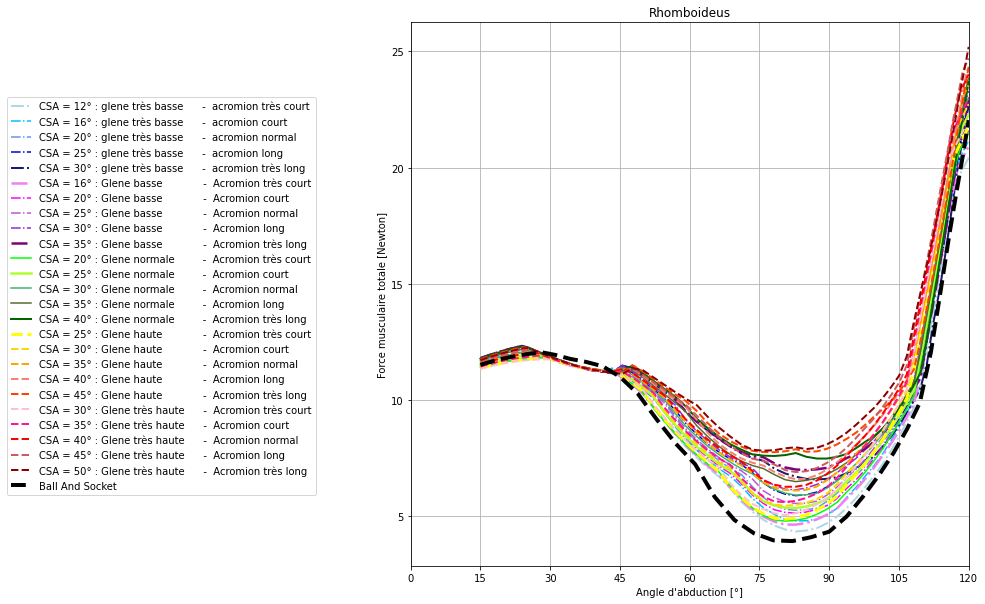 Rhomboideus
CSA = 12° : glene très basse - acromion très court
CSA = 16° : glene très basse - acromion court
CSA = 20° : glene très basse - acromion normal
CSA = 25° : glene très basse - acromion long
CSA = 30° : glene très basse - acromion très long
CSA = 16° : Glene basse - Acromion très court
CSA = 20° : Glene basse - Acromion court
CSA = 25° : Glene basse - Acromion normal
CSA = 30° : Glene basse - Acromion long
CSA = 35° : Glene basse - Acromion très long
CSA = 20° : Glene normale - Acromion très court
CSA = 25° : Glene normale - Acromion court
CSA = 30° : Glene normale - Acromion normal
CSA = 35° : Glene normale - Acromion long
CSA = 40° : Glene normale - Acromion très long
CSA = 25° : Glene haute - Acromion très court
CSA = 30° : Glene haute - Acromion court
CSA = 35° : Glene haute - Acromion normal
CSA = 40° : Glene haute - Acromion long
CSA = 45° : Glene haute - Acromion très long
CSA = 30° : Glene très haute - Acromion très court
CSA = 35° : Glene très haute - Acromion court
CSA = 40° : Glene très haute - Acromion normal
CSA = 45° : Glene très haute - Acromion long
CSA = 50° : Glene très haute - Acromion très long
Ball And Socket
Force musculaire totale [Newton]
25
20
15
10
5
0 15 30 45 60 75 90 105 120
Angle d'abduction [°]